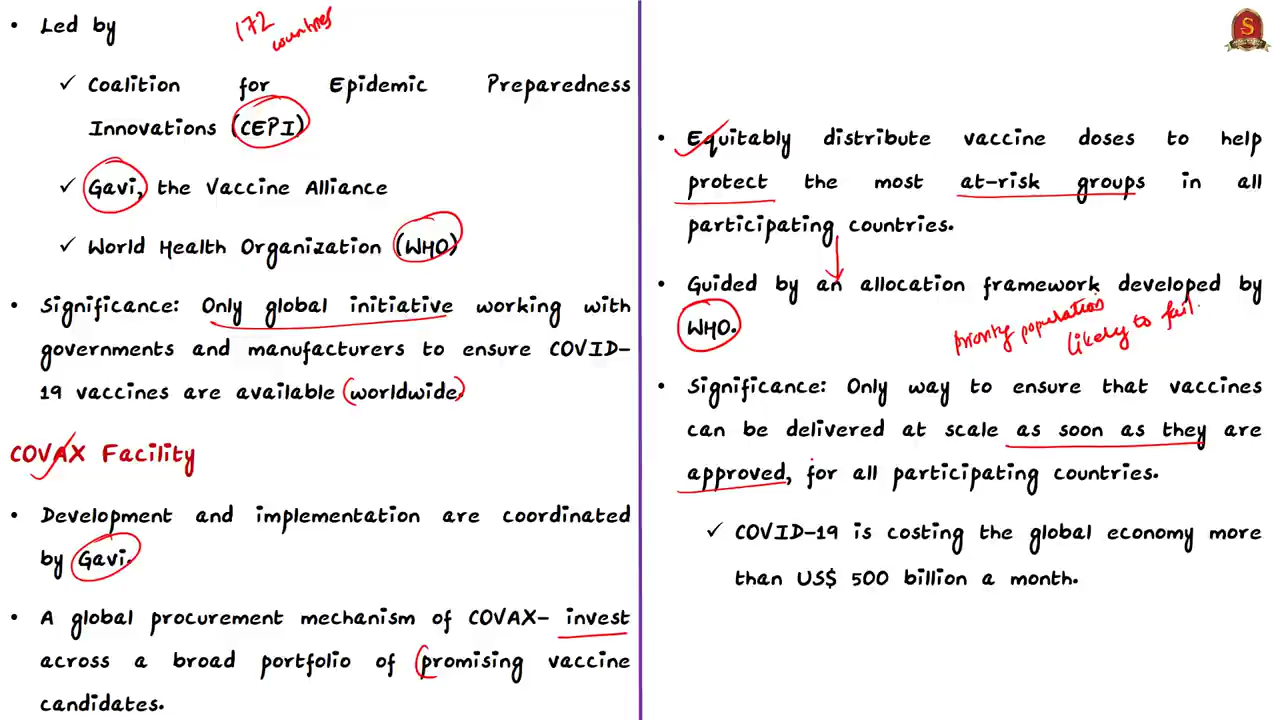 • Led by
172
countries
✓ Coalition for Epidemic Preparedness
Innovations (CEPI)
✓ Gavi, the Vaccine Alliance
✓ World Health Organization (WHO)
• Significance: Only global initiative working with
governments and manufacturers to ensure COVID-
19 vaccines are available (worldwide)
COVAX Facility
• Development and implementation are coordinated
by Gavi.
• A global procurement mechanism of COVAX- invest
across a broad portfolio of (promising vaccine
candidates.
• Equitably distribute vaccine doses to help
protect the most at-risk groups in all
participating countries.
• Guided by an allocation framework developed by
WHO.
priority population
likely to fail.
• Significance: Only way to ensure that vaccines
can be delivered at scale as soon as they are
approved, for all participating countries.
✓ COVID-19 is costing the global economy more
than US$ 500 billion a month.
S